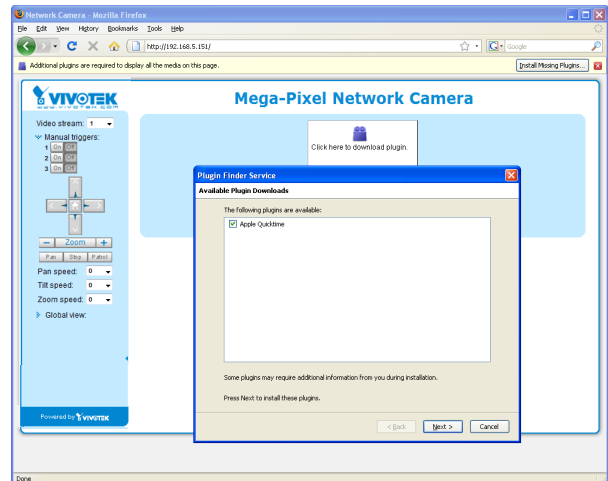 Network Camera - Mozilla Firefox
File Edit View History Bookmarks Tools Help
http://192.168.5.151/
Google
Additional plugins are required to display all the media on this page.
Install Missing Plugins...
VIVOTEK
WWW.VIVOTEK.COM
Mega-Pixel Network Camera
Video stream: 1
Manual triggers:
1 On Off
2 On Off
3 On Off
Click here to download plugin.
Zoom
Pan Stop Patrol
Pan speed: 0
Tilt speed: 0
Zoom speed: 0
Global view:
Powered by VIVOTEK
Plugin Finder Service
Available Plugin Downloads
The following plugins are available:
Apple Quicktime
Some plugins may require additional information from you during installation.
Press Next to install these plugins.
< Back Next > Cancel
Done